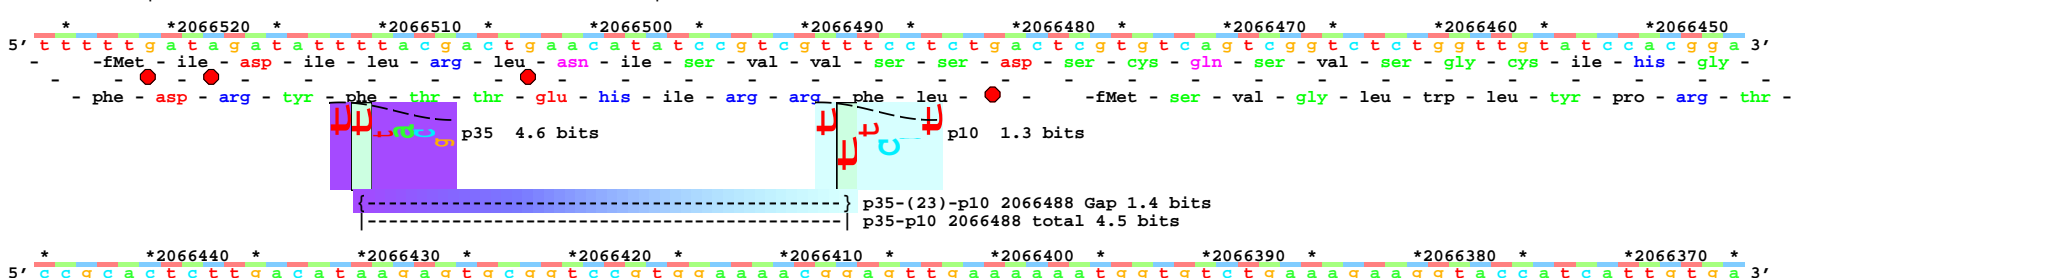 * *2066520 * *2066510 * *2066500 * *2066490 * *2066480 * *2066470 * *2066460 * *2066450
5' t t t t t g a t a g a t a t t t t a c g a c t g a a c a t a t c c g t c g t t t c c t c t g a c t c g t g t c a g t c g g t c t c t g g t t g t a t c c a c g g a 3'
- -fMet - ile - asp - ile - leu - arg - leu - asn - ile - ser - val - val - ser - ser - asp - ser - cys - gln - ser - val - ser - gly - cys - ile - his - gly -
- - - - - - - - - - - - - - - - - - - - - - - - - - - -
- phe - asp - arg - tyr - phe - thr - thr - glu - his - ile - arg - arg - phe - leu - - -fMet - ser - val - gly - leu - trp - leu - tyr - pro - arg - thr -
t t t a c g p35 4.6 bits t t t c t p10 1.3 bits
{---------------------------------------------} p35-(23)-p10 2066488 Gap 1.4 bits
|---------------------------------------------| p35-p10 2066488 total 4.5 bits
* *2066440 * *2066430 * *2066420 * *2066410 * *2066400 * *2066390 * *2066380 * *2066370 *
5' c c g c a c t c t t g a c a t a a g a g t g c g g t c c g t g g a a a a c g g a g t t g a a a a a a t g g t g t c t g a a a g a a g g t a c c a t c a t t g t g a 3'